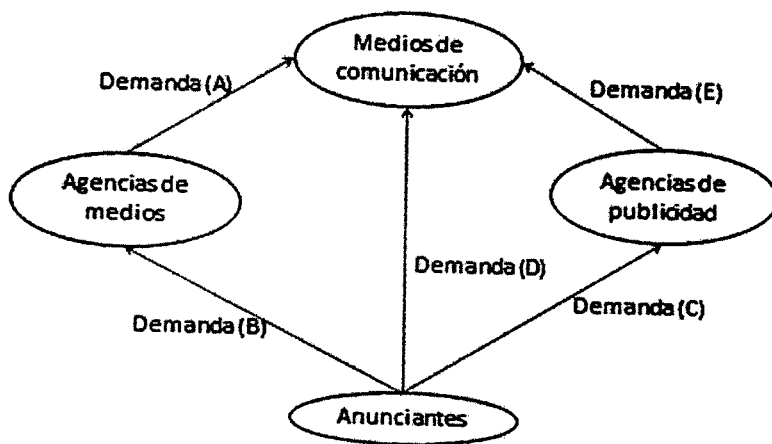 Medios de
comunicación
Demanda (A)
Demanda (E)
Agencias de
medios
Agencias de
publicidad
Demanda (D)
Demanda (B)
Demanda (C)
Anunciantes